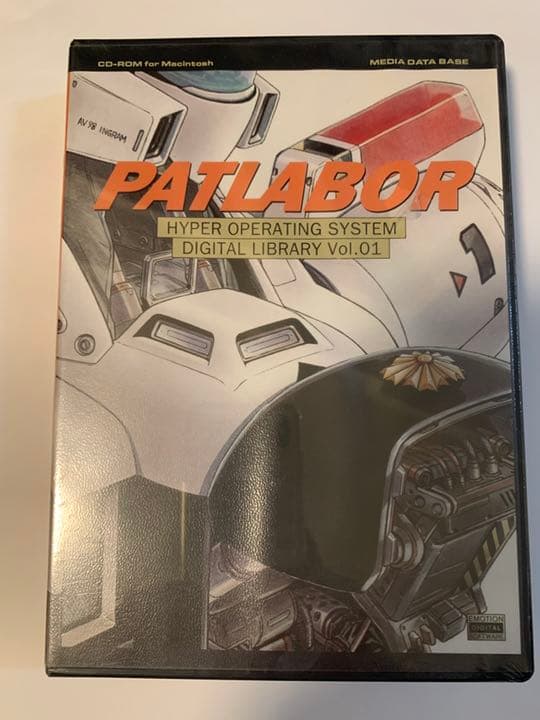 CD-ROM for Macintosh
MEDIA DATA BASE
AV98 INGRAM
PATLABOR
HYPER OPERATING SYSTEM
DIGITAL LIBRARY Vol.01
EMOTION
DIGITAL
SOFTWARE